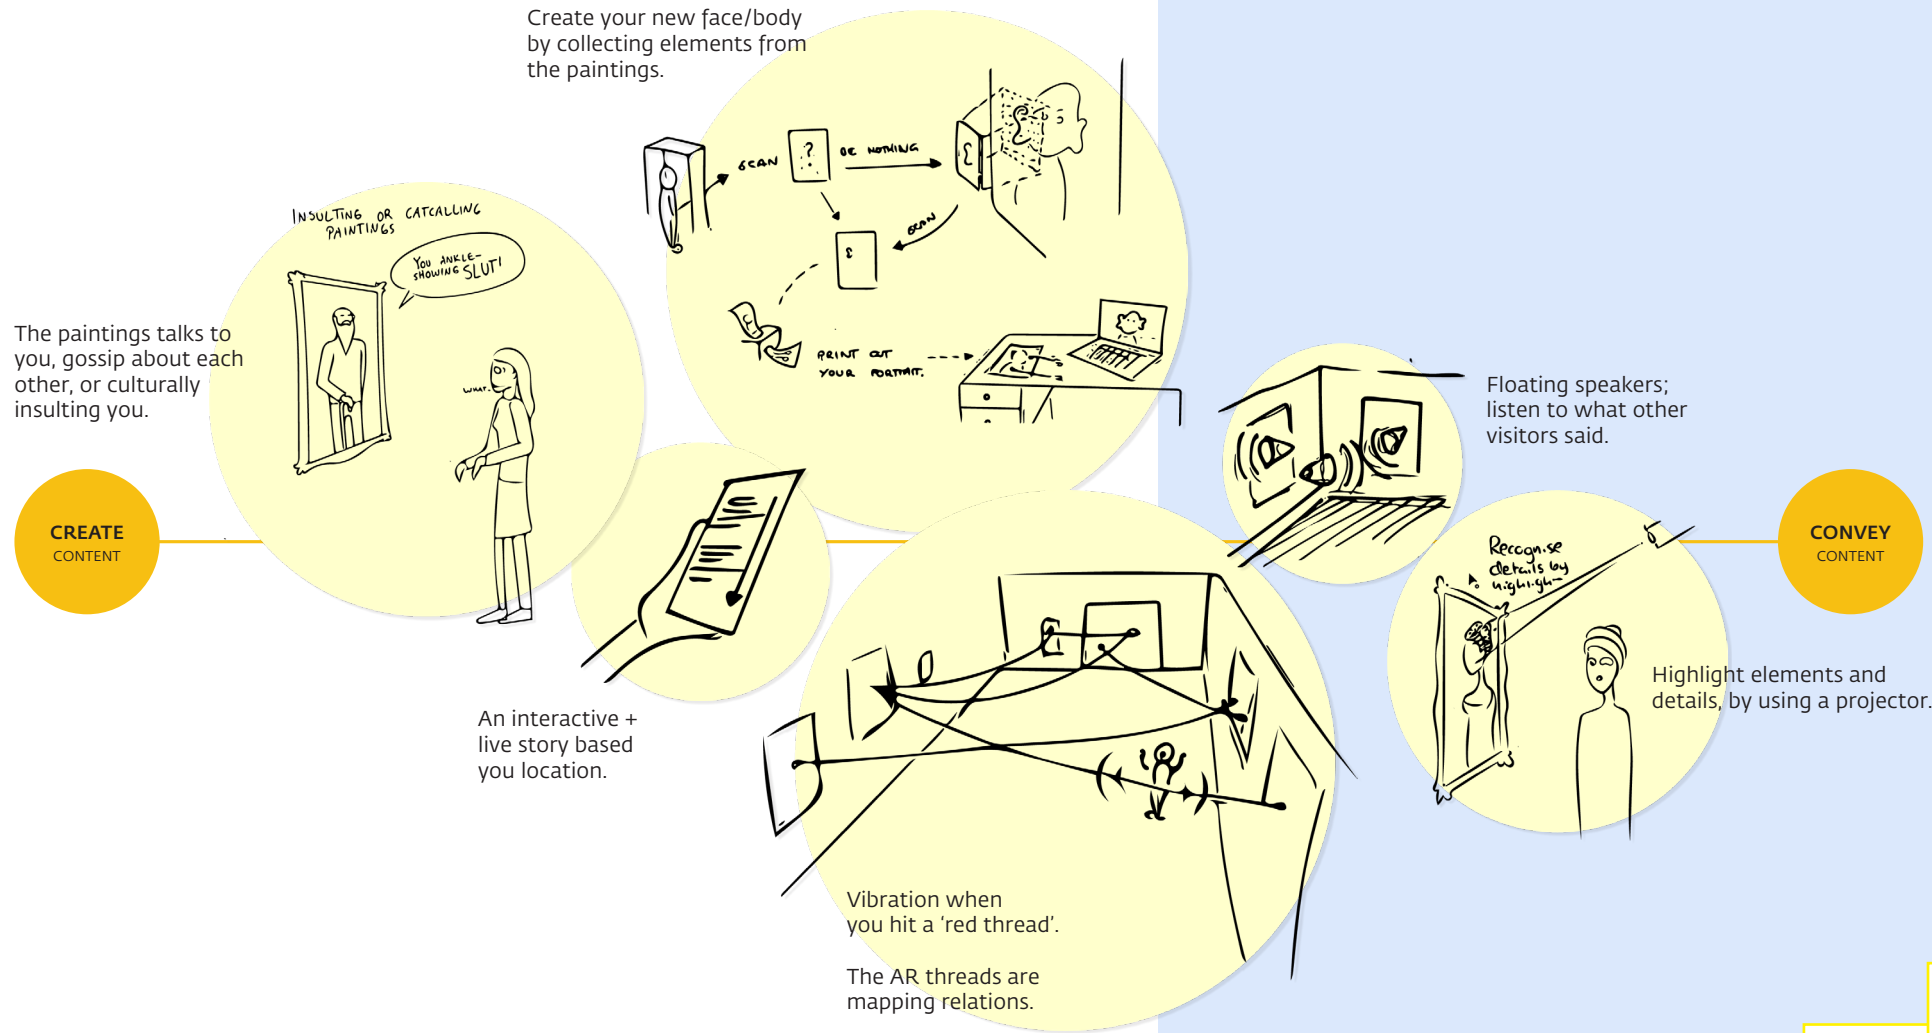 Create your new face/body
by collecting elements from
the paintings.
SCAN
?
OR NOTHING
SCAN
PRINT OUT
YOUR PORTRAIT.
INSULTING OR CATCALLING
PAINTINGS
YOU ANKLE-
SHOWING SLUT!
WHAT.
The paintings talks to
you, gossip about each
other, or culturally
insulting you.
CREATE
CONTENT
An interactive +
live story based
you location.
Vibration when
you hit a ‘red thread’.
The AR threads are
mapping relations.
Floating speakers;
listen to what other
visitors said.
Recognise
details by
highligh-
Highlight elements and
details, by using a projector.
CONVEY
CONTENT